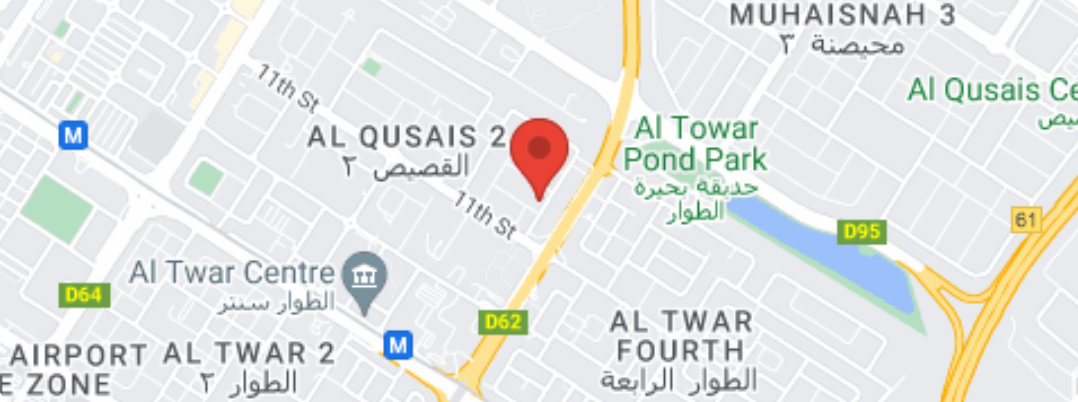 MUHAISNAH 3
محيصنة ٣
11th St
Al Qusais Ce
صيص
M
AL QUSAIS 2
القصيص ٢
Al Towar
Pond Park
حديقة بحيرة
الطوار
11th St
61
D95
Al Twar Centre
الطوار سنتر
D64
D62
AL TWAR
FOURTH
الطوار الرابعة
M
AIRPORT
E ZONE
AL TWAR 2
الطوار ٢